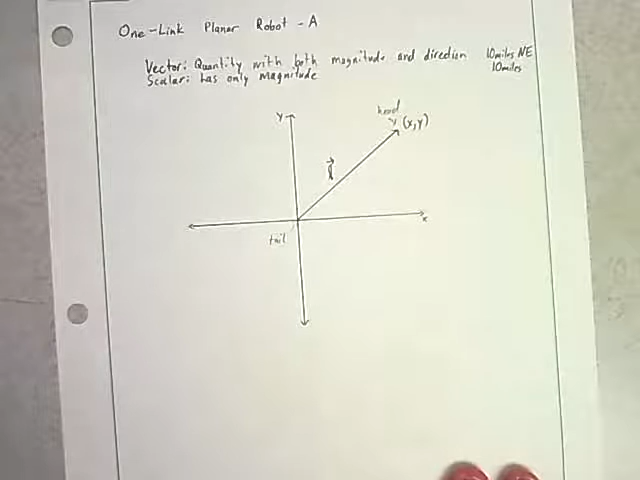 One-Link Planar Robot - A
Vector: Quantity with both magnitude and direction 10miles NE
Scalar: has only magnitude 10miles
head
y (x,y)
x
tail